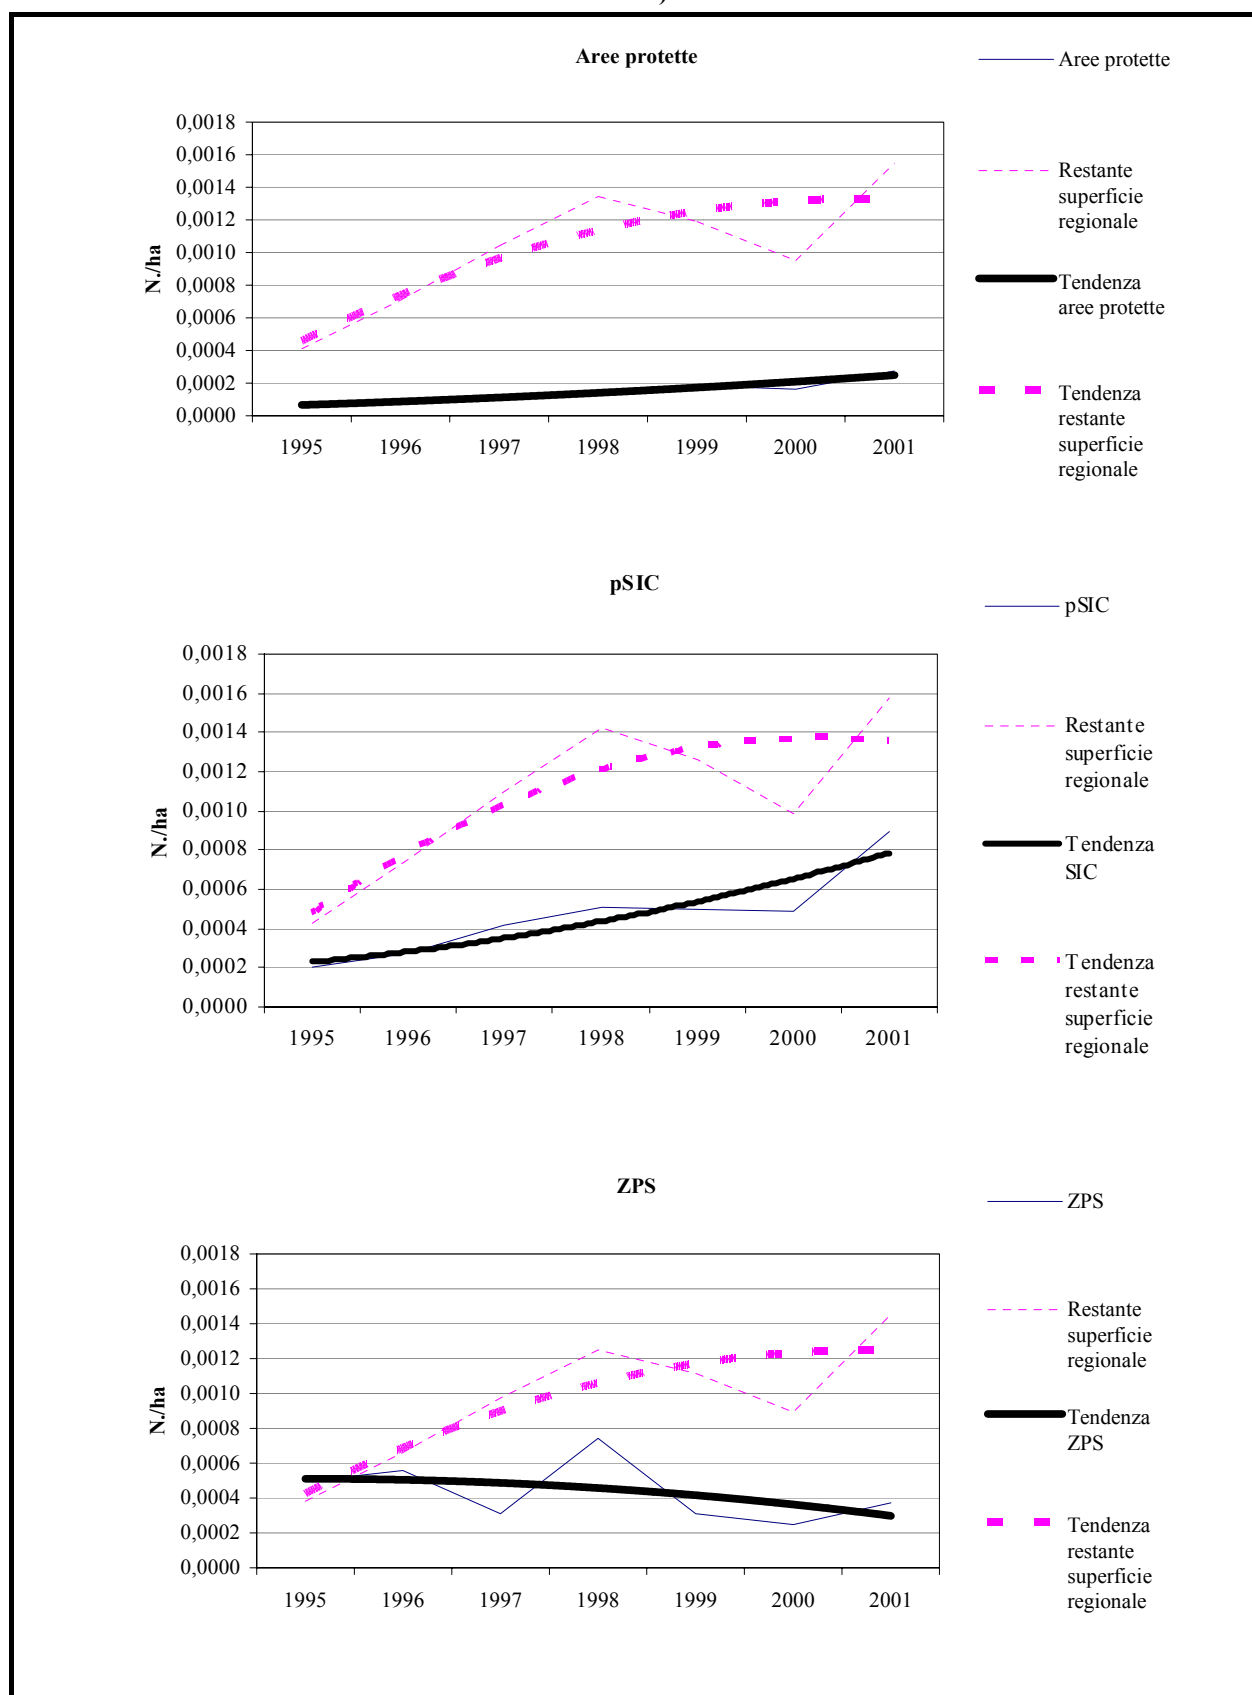 )
Aree protette
Aree protette
0,0018
0,0016
0,0014
0,0012
0,0010
0,0008
0,0006
0,0004
0,0002
0,0000
N./ha
1995 1996 1997 1998 1999 2000 2001
Restante
superficie
regionale
Tendenza
aree protette
Tendenza
restante
superficie
regionale
pSIC
pSIC
0,0018
0,0016
0,0014
0,0012
0,0010
0,0008
0,0006
0,0004
0,0002
0,0000
N./ha
1995 1996 1997 1998 1999 2000 2001
Restante
superficie
regionale
Tendenza
SIC
Tendenza
restante
superficie
regionale
ZPS
ZPS
0,0018
0,0016
0,0014
0,0012
0,0010
0,0008
0,0006
0,0004
0,0002
0,0000
N./ha
1995 1996 1997 1998 1999 2000 2001
Restante
superficie
regionale
Tendenza
ZPS
Tendenza
restante
superficie
regionale